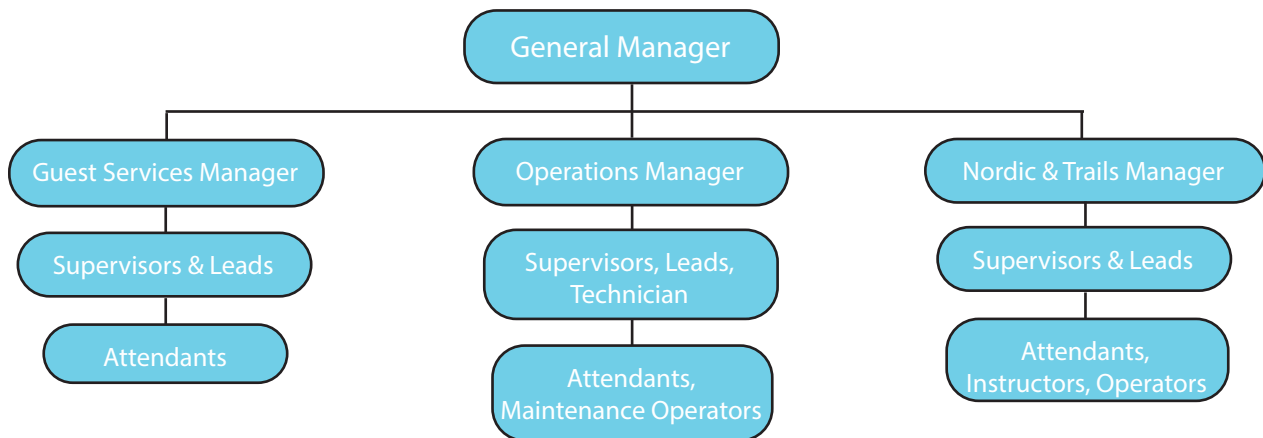 General Manager
Guest Services Manager
Operations Manager
Nordic & Trails Manager
Supervisors & Leads
Supervisors, Leads,
Technician
Supervisors & Leads
Attendants
Attendants,
Maintenance Operators
Attendants,
Instructors, Operators